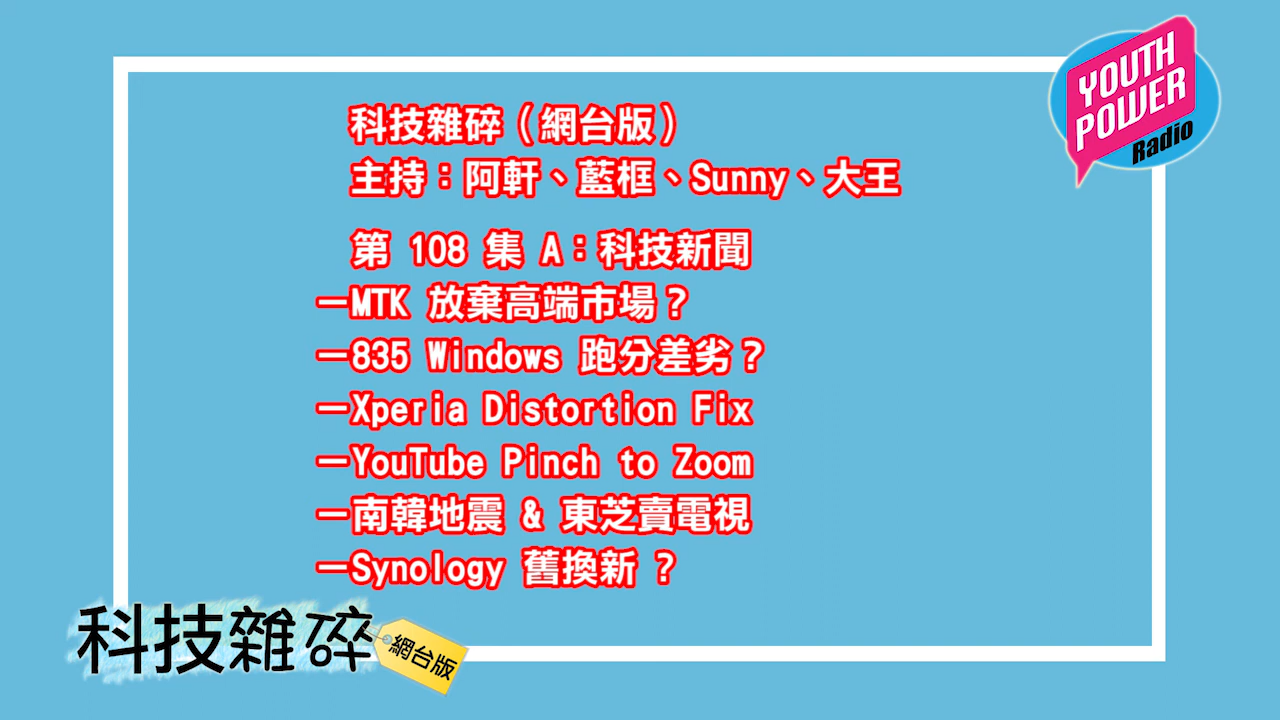 YOUTH
POWER
Radio
科技雜碎（網台版）
主持：阿軒、藍框、Sunny、大王
第 108 集 A：科技新聞
－MTK 放棄高端市場？
－835 Windows 跑分差劣？
－Xperia Distortion Fix
－YouTube Pinch to Zoom
－南韓地震 & 東芝賣電視
－Synology 舊換新 ？
科技雜碎
網台版